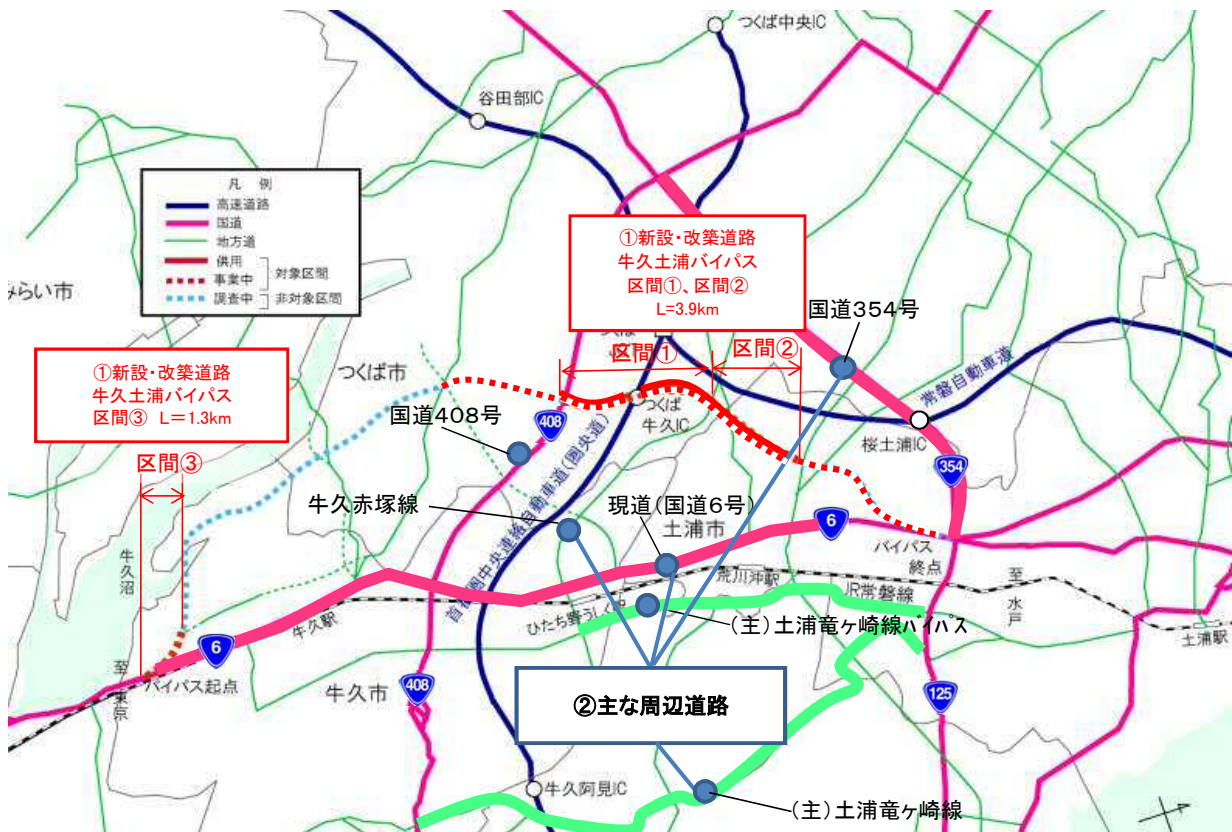 つくば中央IC
谷田部IC
凡　例
高速道路
国道
地方道
供用
事業中
対象区間
調査中
非対象区間
みらい市
①新設・改築道路
牛久土浦バイパス
区間①、区間②
L=3.9km
国道354号
常磐自動車道
区間①
区間②
①新設・改築道路
牛久土浦バイパス
区間③ L=1.3km
つくば市
国道408号
408
つくば
牛久IC
桜土浦IC
354
区間③
牛久赤塚線
首都圏中央連絡自動車道(圏央道)
現道(国道6号)
土浦市
6
バイパス
終点
牛久沼
牛久駅
ひたち野うしく駅
荒川沖駅
JR常磐線
至
水戸
土浦駅
(主)土浦竜ヶ崎線バイパス
6
至
東京
バイパス起点
牛久市
408
②主な周辺道路
125
牛久阿見IC
(主)土浦竜ヶ崎線